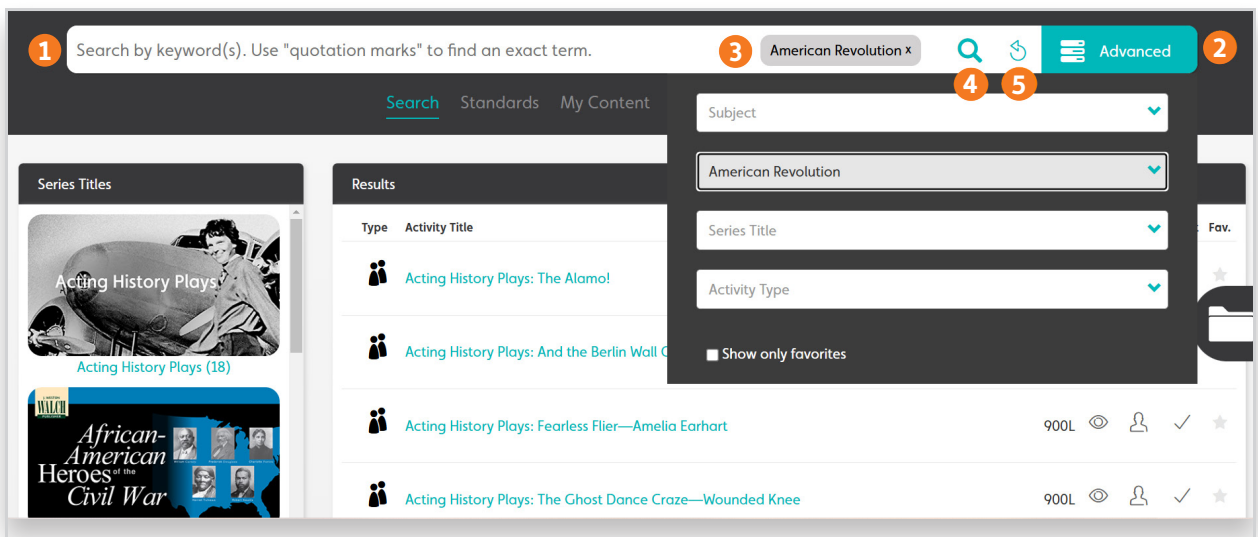 1 Search by keyword(s). Use "quotation marks" to find an exact term. 3 American Revolution x Advanced 2
4 5
Search Standards My Content
Subject
American Revolution
Series Title
Activity Type
Show only favorites
Series Titles
Acting History Plays
Acting History Plays (18)
WALCH
African-
American
Heroes of the
Civil War
Results
Type Activity Title Fav.
Acting History Plays: The Alamo!
Acting History Plays: And the Berlin Wall
Acting History Plays: Fearless Flier—Amelia Earhart 900L
Acting History Plays: The Ghost Dance Craze—Wounded Knee 900L